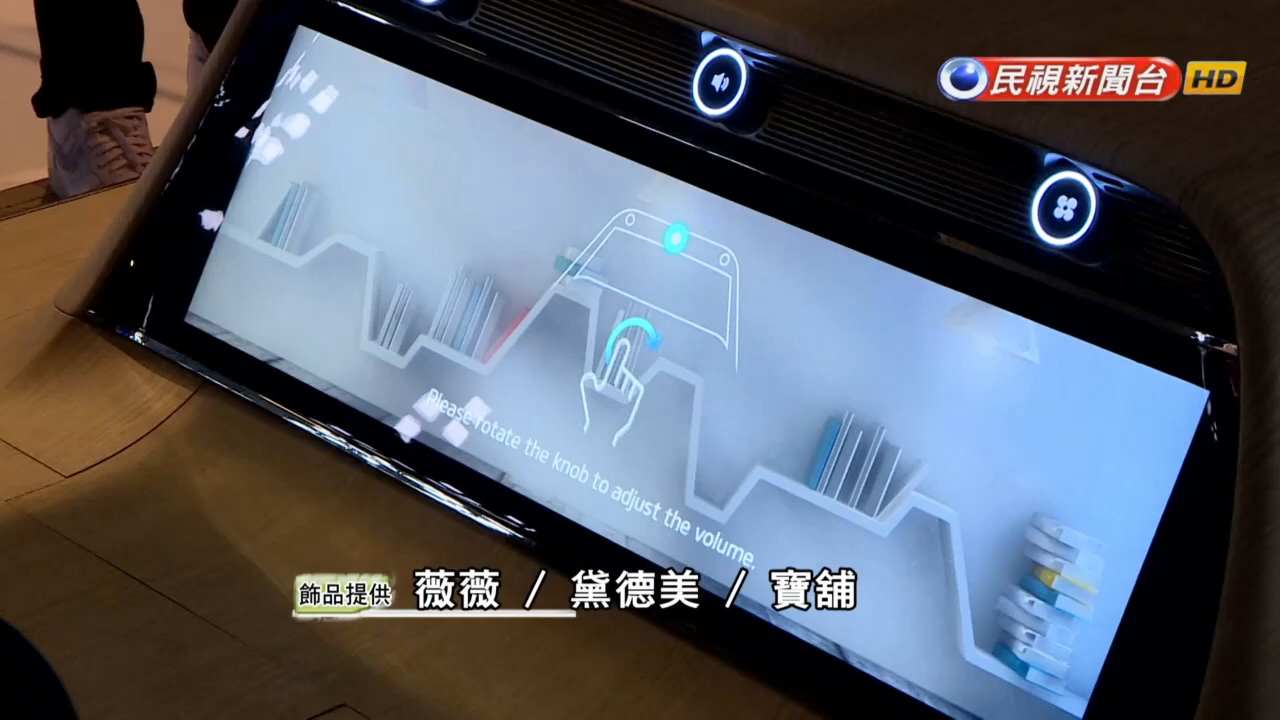 民視新聞台 HD
Please rotate the knob to adjust the volume.
飾品提供 薇薇 / 黛德美 / 寶舖